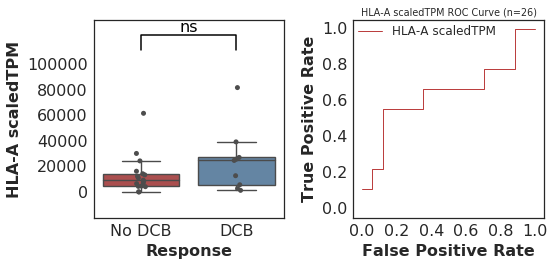 HLA-A scaledTPM
100000
80000
60000
40000
20000
0
ns
No DCB DCB
Response
HLA-A scaledTPM ROC Curve (n=26)
HLA-A scaledTPM
True Positive Rate
1.0
0.8
0.6
0.4
0.2
0.0
0.0 0.2 0.4 0.6 0.8 1.0
False Positive Rate